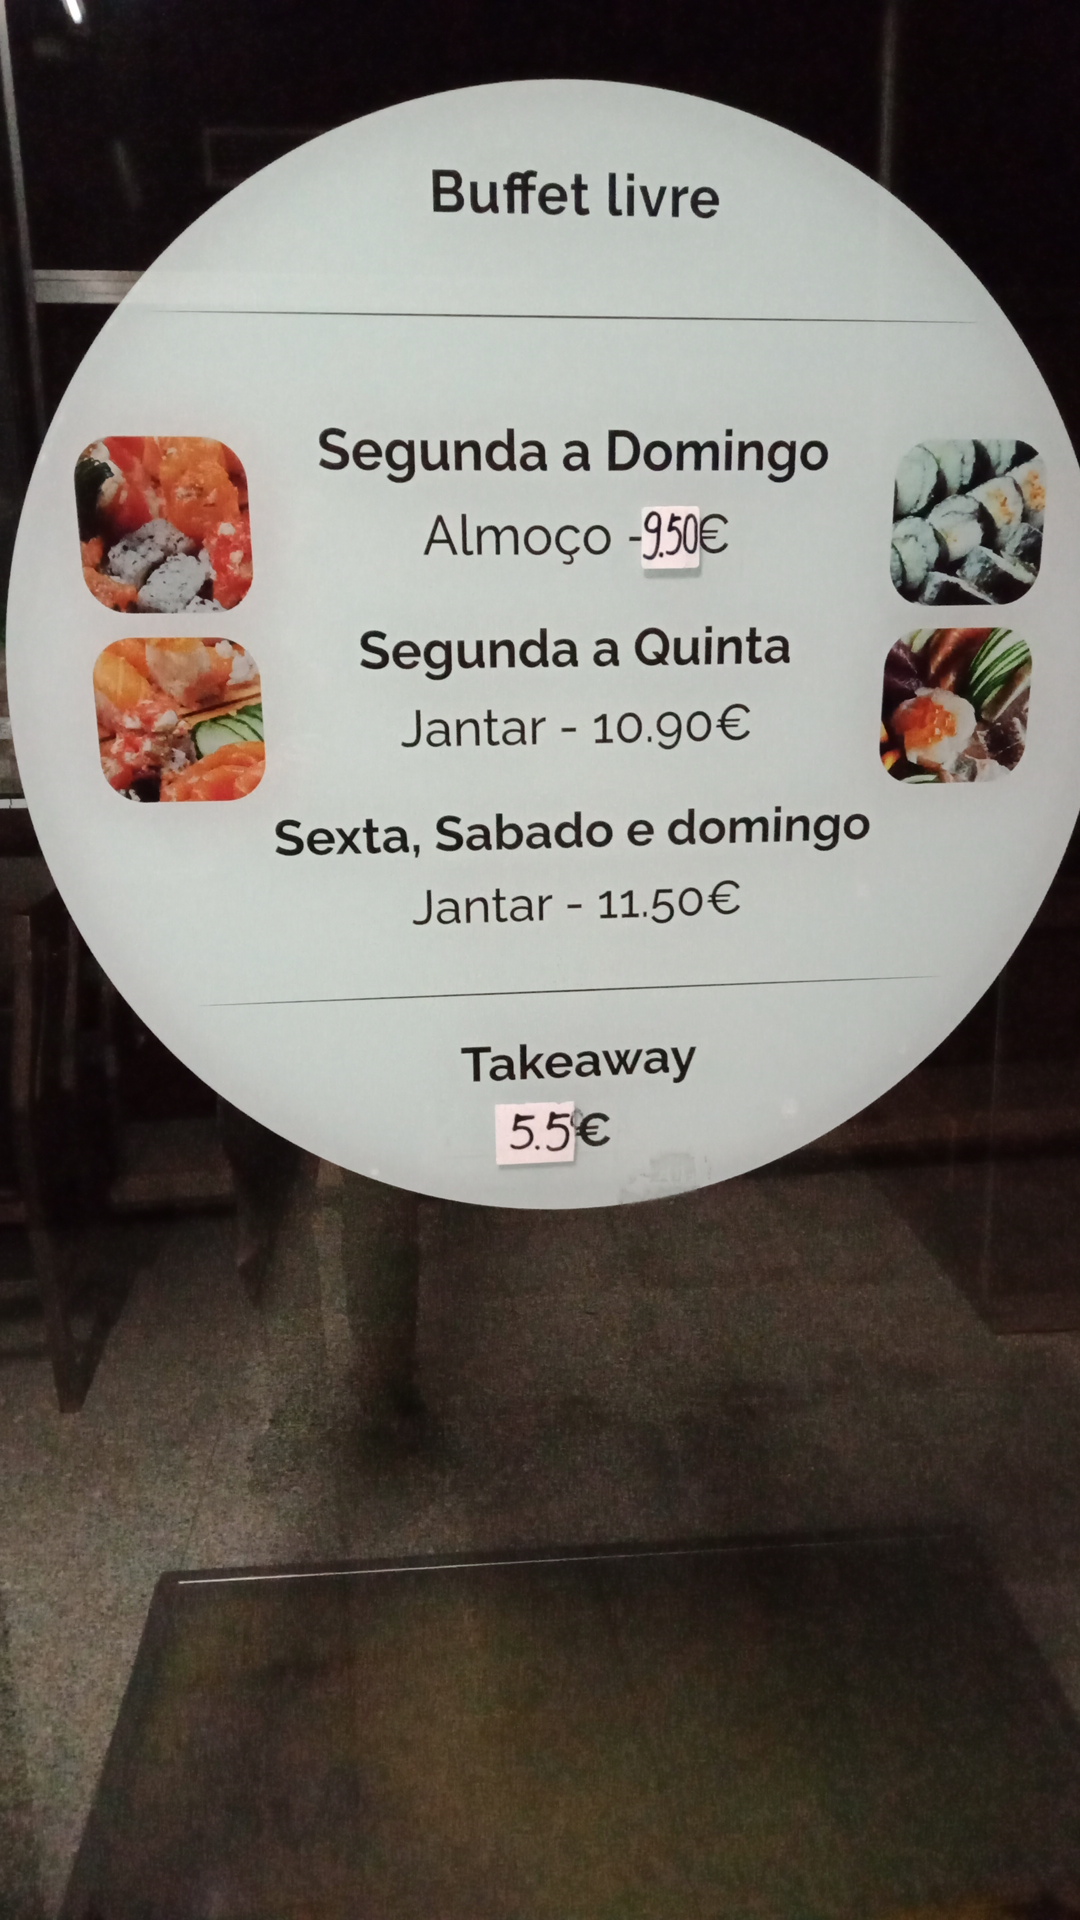 Buffet livre
Segunda a Domingo
Almoço -9.50€
Segunda a Quinta
Jantar - 10.90€
Sexta, Sabado e domingo
Jantar - 11.50€
Takeaway
5.5€